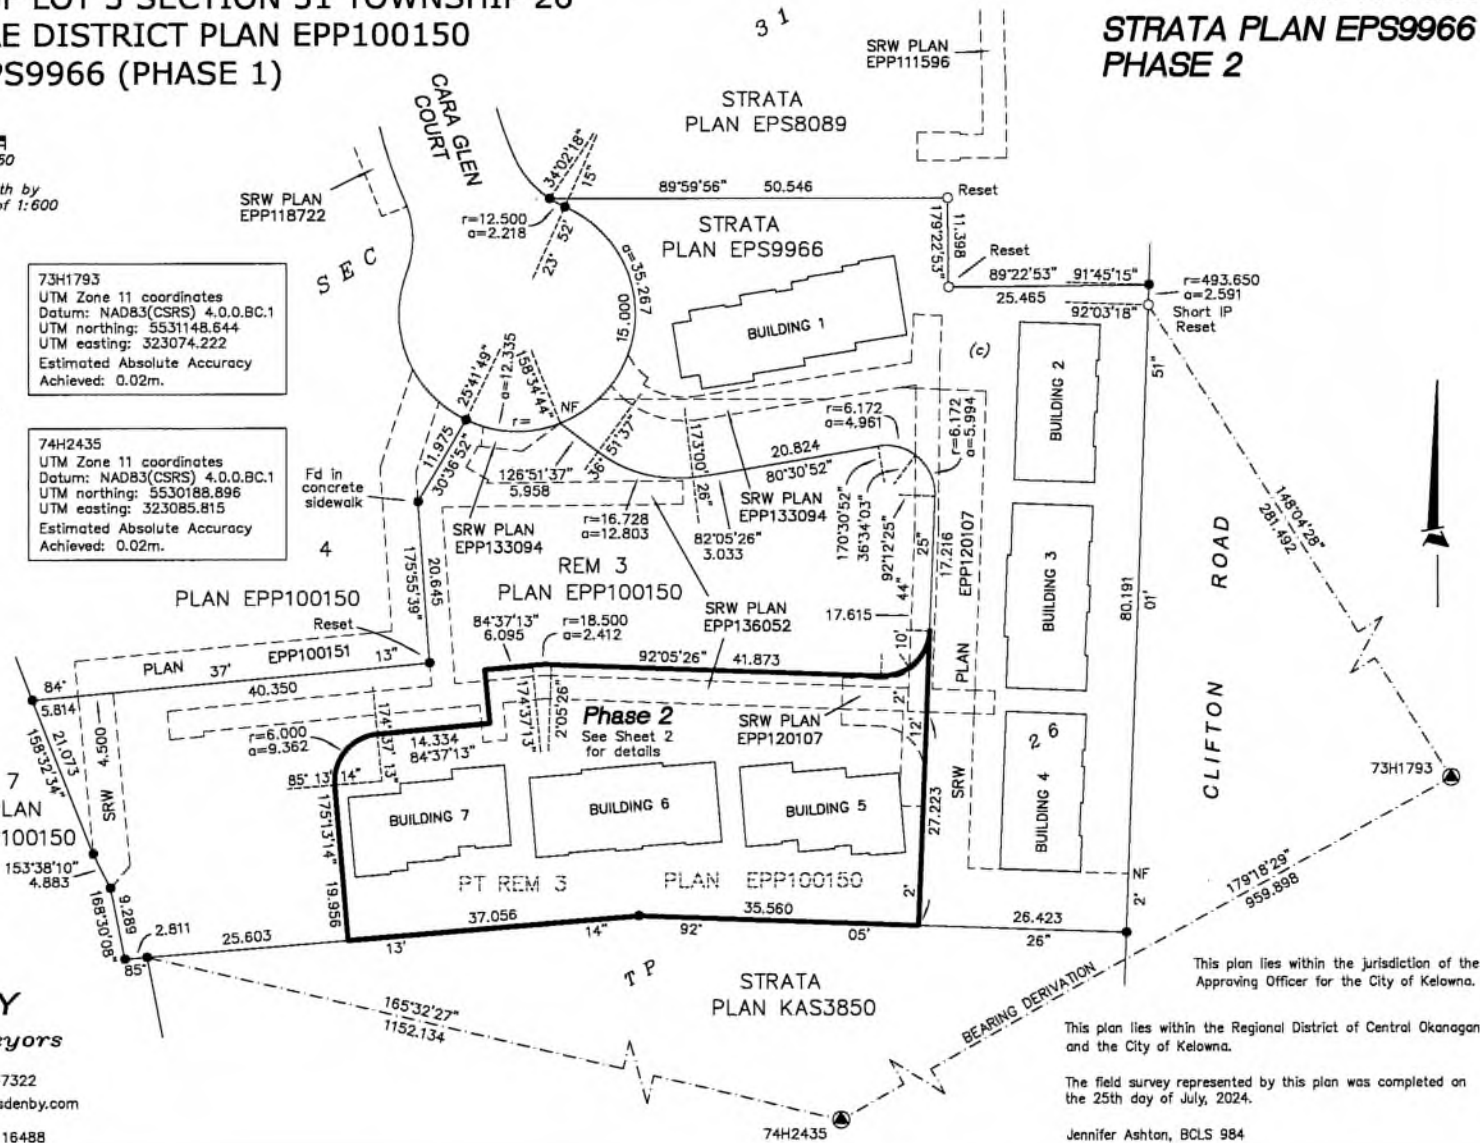 LOT 3 SECTION 31 TOWNSHIP 26
DISTRICT PLAN EPP100150
(PHASE 1)
STRATA PLAN EPS9966
PHASE 2
50
of 1:600
73H1793
UTM Zone 11 coordinates
Datum: NAD83(CSRS) 4.0.0.BC.1
UTM northing: 5531148.644
UTM easting: 323074.222
Estimated Absolute Accuracy
Achieved: 0.02m.
74H2435
UTM Zone 11 coordinates
Datum: NAD83(CSRS) 4.0.0.BC.1
UTM northing: 5530188.896
UTM easting: 323085.815
Estimated Absolute Accuracy
Achieved: 0.02m.
31
SRW PLAN
EPP111596
STRATA
PLAN EPS8089
CARA GLEN
COURT
SRW PLAN
EPP118722
SEC
34°02'18"
15"
r=12.500
a=2.218
52'
23'
89°59'56" 50.546
Reset
179°22'53"
11.398
Reset
89°22'53"
25.465
91°45'15"
92°03'18"
r=493.650
a=2.591
Short IP
Reset
51"
STRATA
PLAN EPS9966
a=35.267
15.000
BUILDING 1
(c)
BUILDING 2
25°41'49"
a=12.335
158°34'44"
r=
NF
36°51'37"
126°51'37"
5.958
11.975
30°36'52"
Fd in
concrete
sidewalk
SRW PLAN
EPP133094
r=16.728
a=12.803
173°00'
26"
20.824
80°30'52"
82°05'26"
3.033
SRW PLAN
EPP133094
r=6.172
a=4.961
r=6.172
a=5.994
170°30'52"
36°34'03"
92°12'25"
25"
44"
17.216
EPP120107
BUILDING 3
148°04'28"
281.492
CLIFTON ROAD
80.191
01'
4
PLAN EPP100150
175°55'39"
20.645
Reset
REM 3
PLAN EPP100150
SRW PLAN
EPP136052
17.615
10'
84°37'13"
6.095
r=18.500
a=2.412
92°05'26" 41.873
PLAN EPP100151
37' 13"
84°
40.350
5.814
4.500
SRW
21.073
158°32'34"
r=6.000
a=9.362
174°37'
13"
14.334
84°37'13"
174°37'13"
2°05'26"
Phase 2
See Sheet 2
for details
SRW PLAN
EPP120107
2"
12'
PLAN
SRW
26
BUILDING 4
73H1793
7
100150
153°38'10"
4.883
168°30'08"
9.289
85° 13' 14"
175°13'14"
19.956
BUILDING 7
BUILDING 6
BUILDING 5
27.223
PT REM 3 PLAN EPP100150
2'
NF
2"
179°18'29"
959.898
2.811
85°
25.603
37.056
13' 14"
35.560
92° 05'
26.423
26"
TP
STRATA
PLAN KAS3850
165°32'27"
1152.134
BEARING DERIVATION
74H2435
7322
16488
This plan lies within the jurisdiction of the
Approving Officer for the City of Kelowna.
This plan lies within the Regional District of Central Okanagan
and the City of Kelowna.
The field survey represented by this plan was completed on
the 25th day of July, 2024.
Jennifer Ashton, BCLS 984